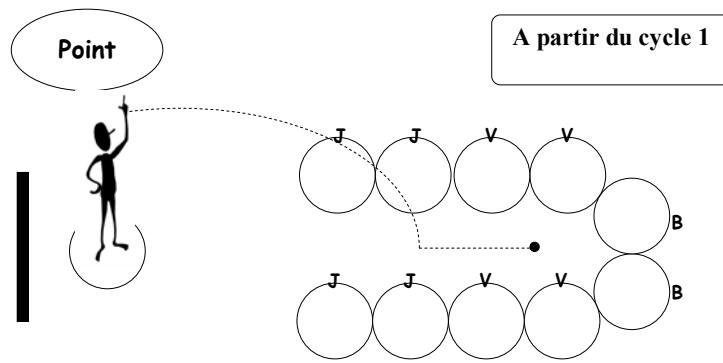 Point
A partir du cycle 1
J J V V
B
B
J J V V